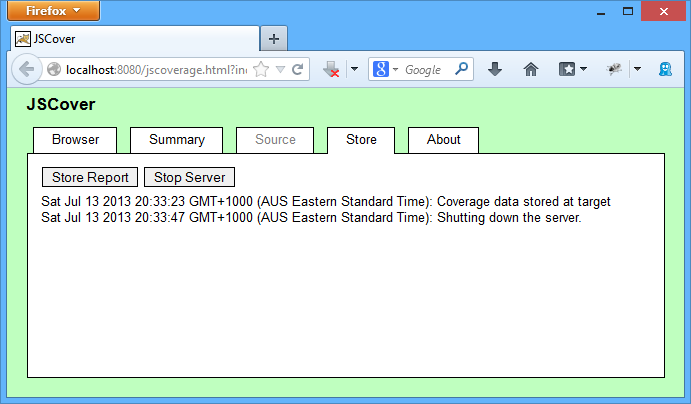 Firefox
JSCover
localhost:8080/jscoverage.html?in
Google
JSCover
Browser Summary Source Store About
Store Report Stop Server
Sat Jul 13 2013 20:33:23 GMT+1000 (AUS Eastern Standard Time): Coverage data stored at target
Sat Jul 13 2013 20:33:47 GMT+1000 (AUS Eastern Standard Time): Shutting down the server.